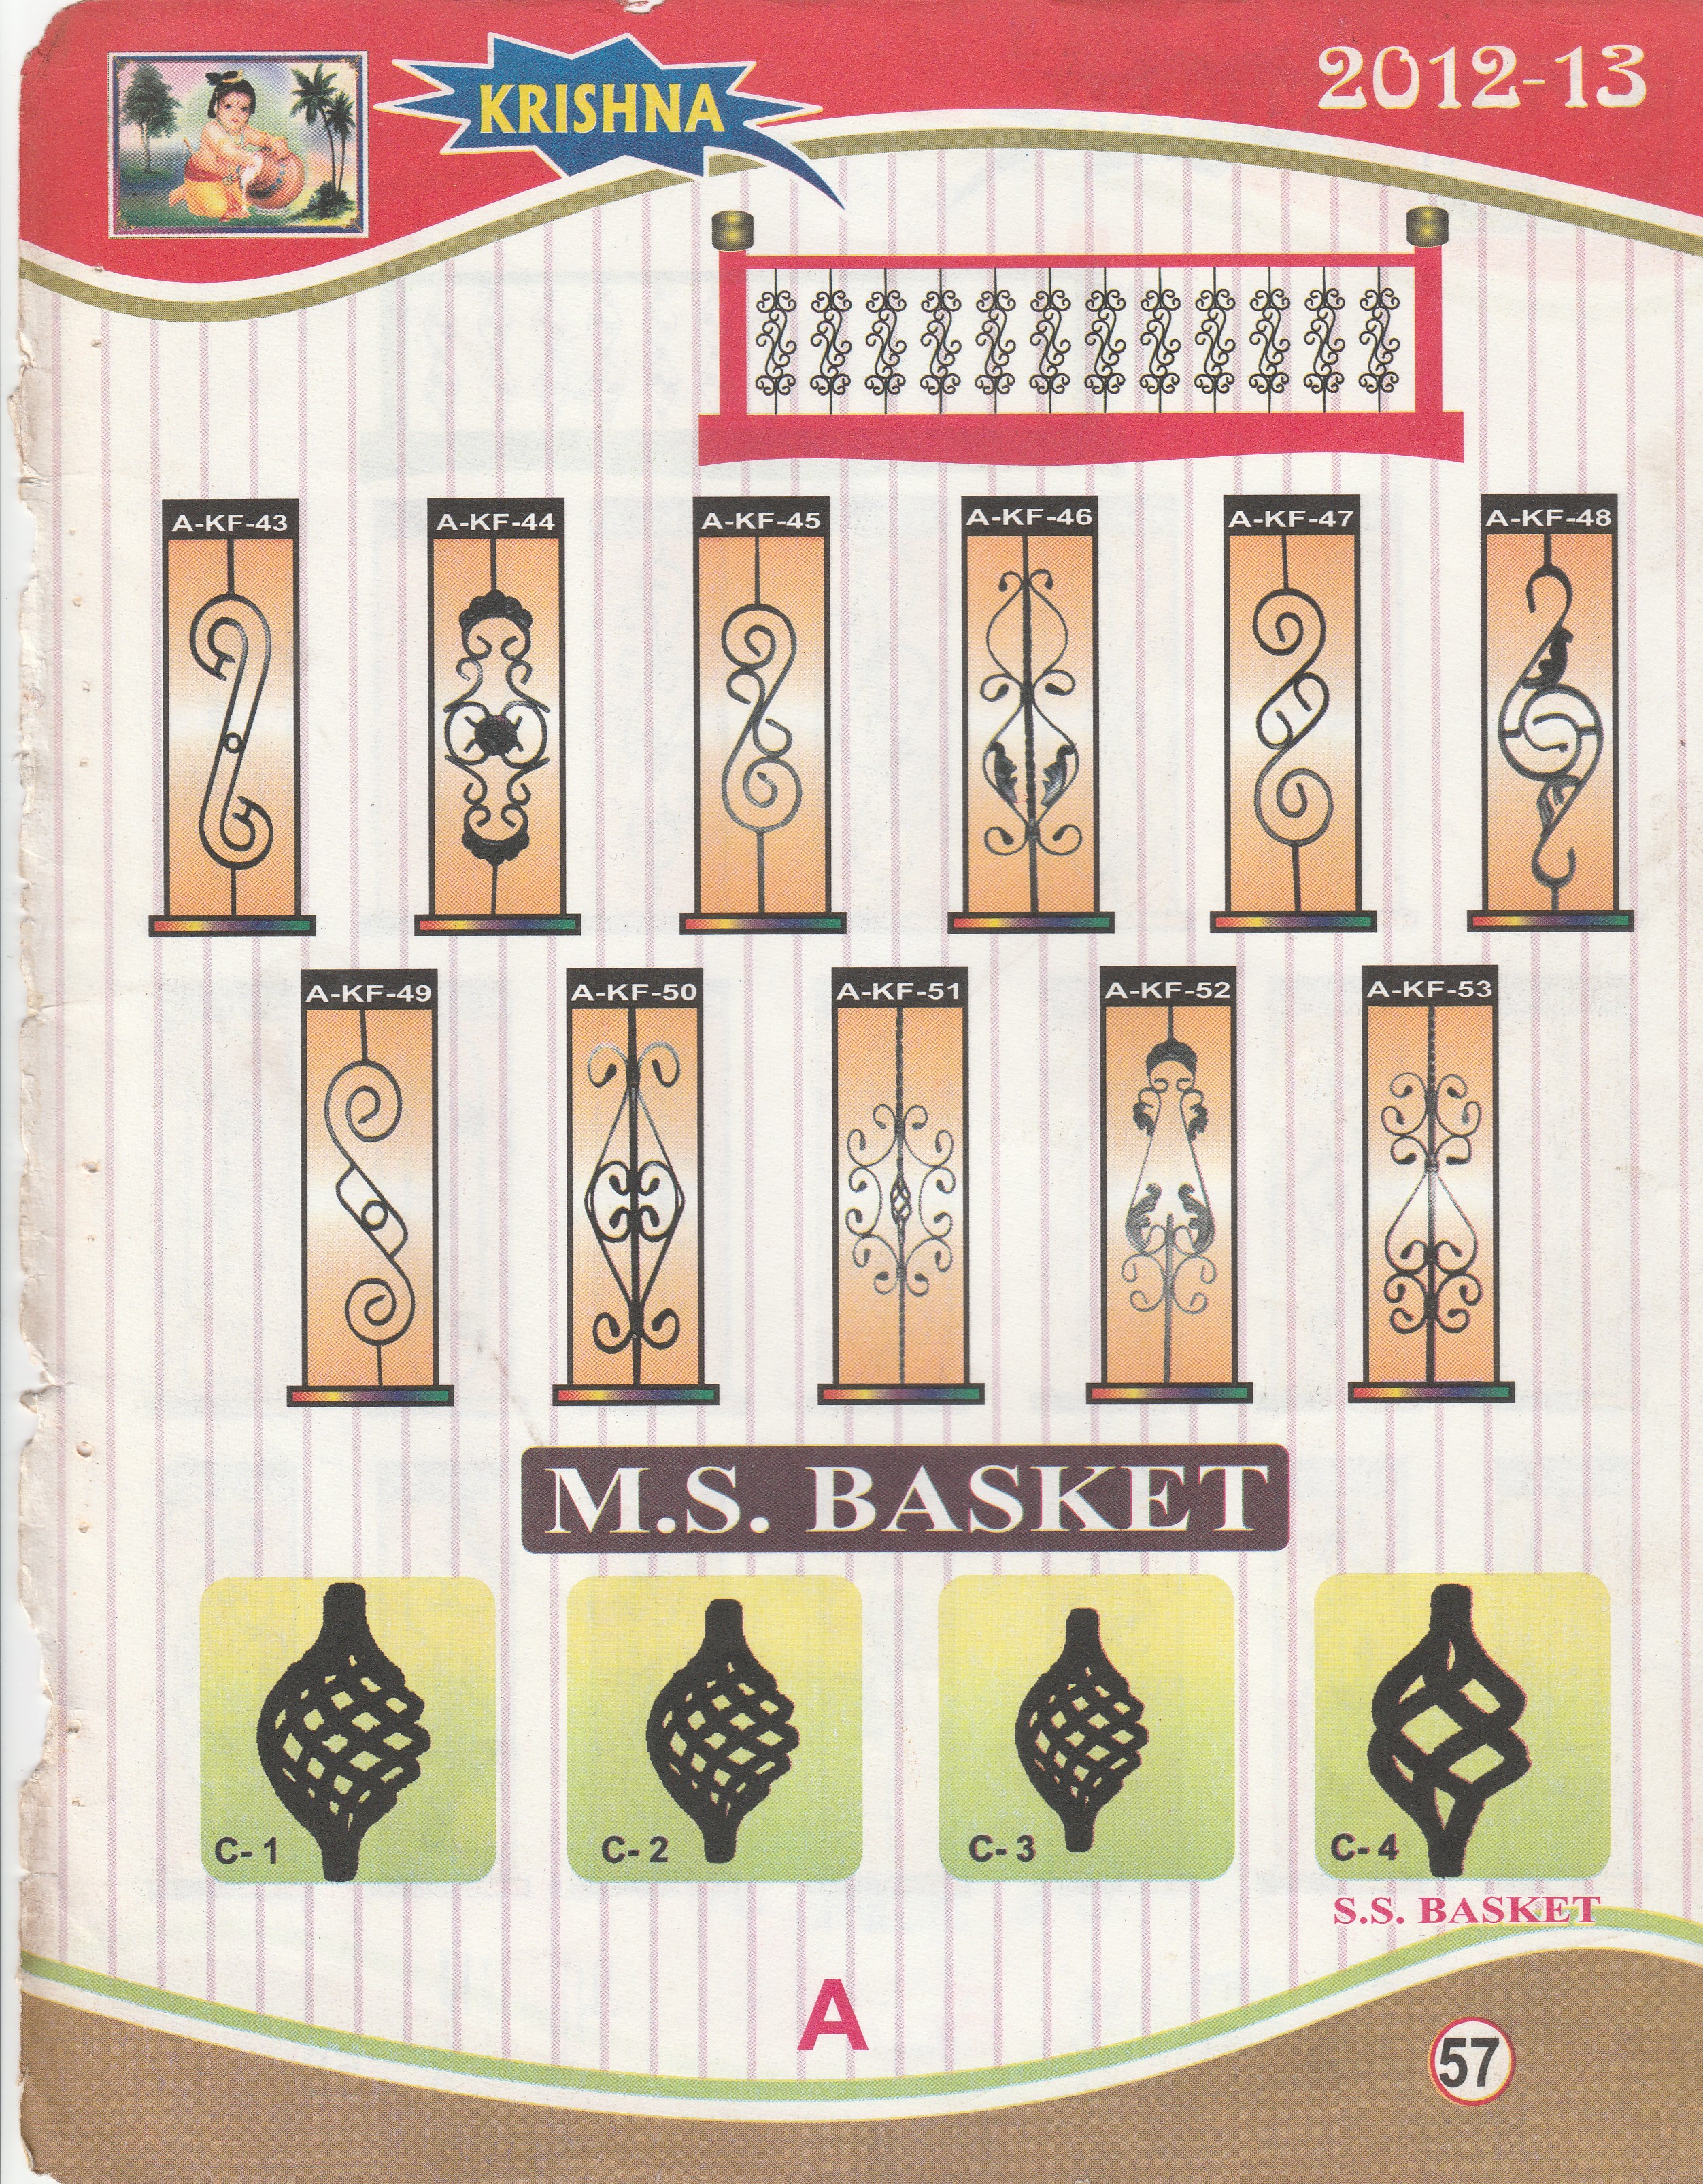 KRISHNA
2012-13
A-KF-43
A-KF-44
A-KF-45
A-KF-46
A-KF-47
A-KF-48
A-KF-49
A-KF-50
A-KF-51
A-KF-52
A-KF-53
M.S. BASKET
C- 1
C- 2
C- 3
C- 4
S.S. BASKET
A
57